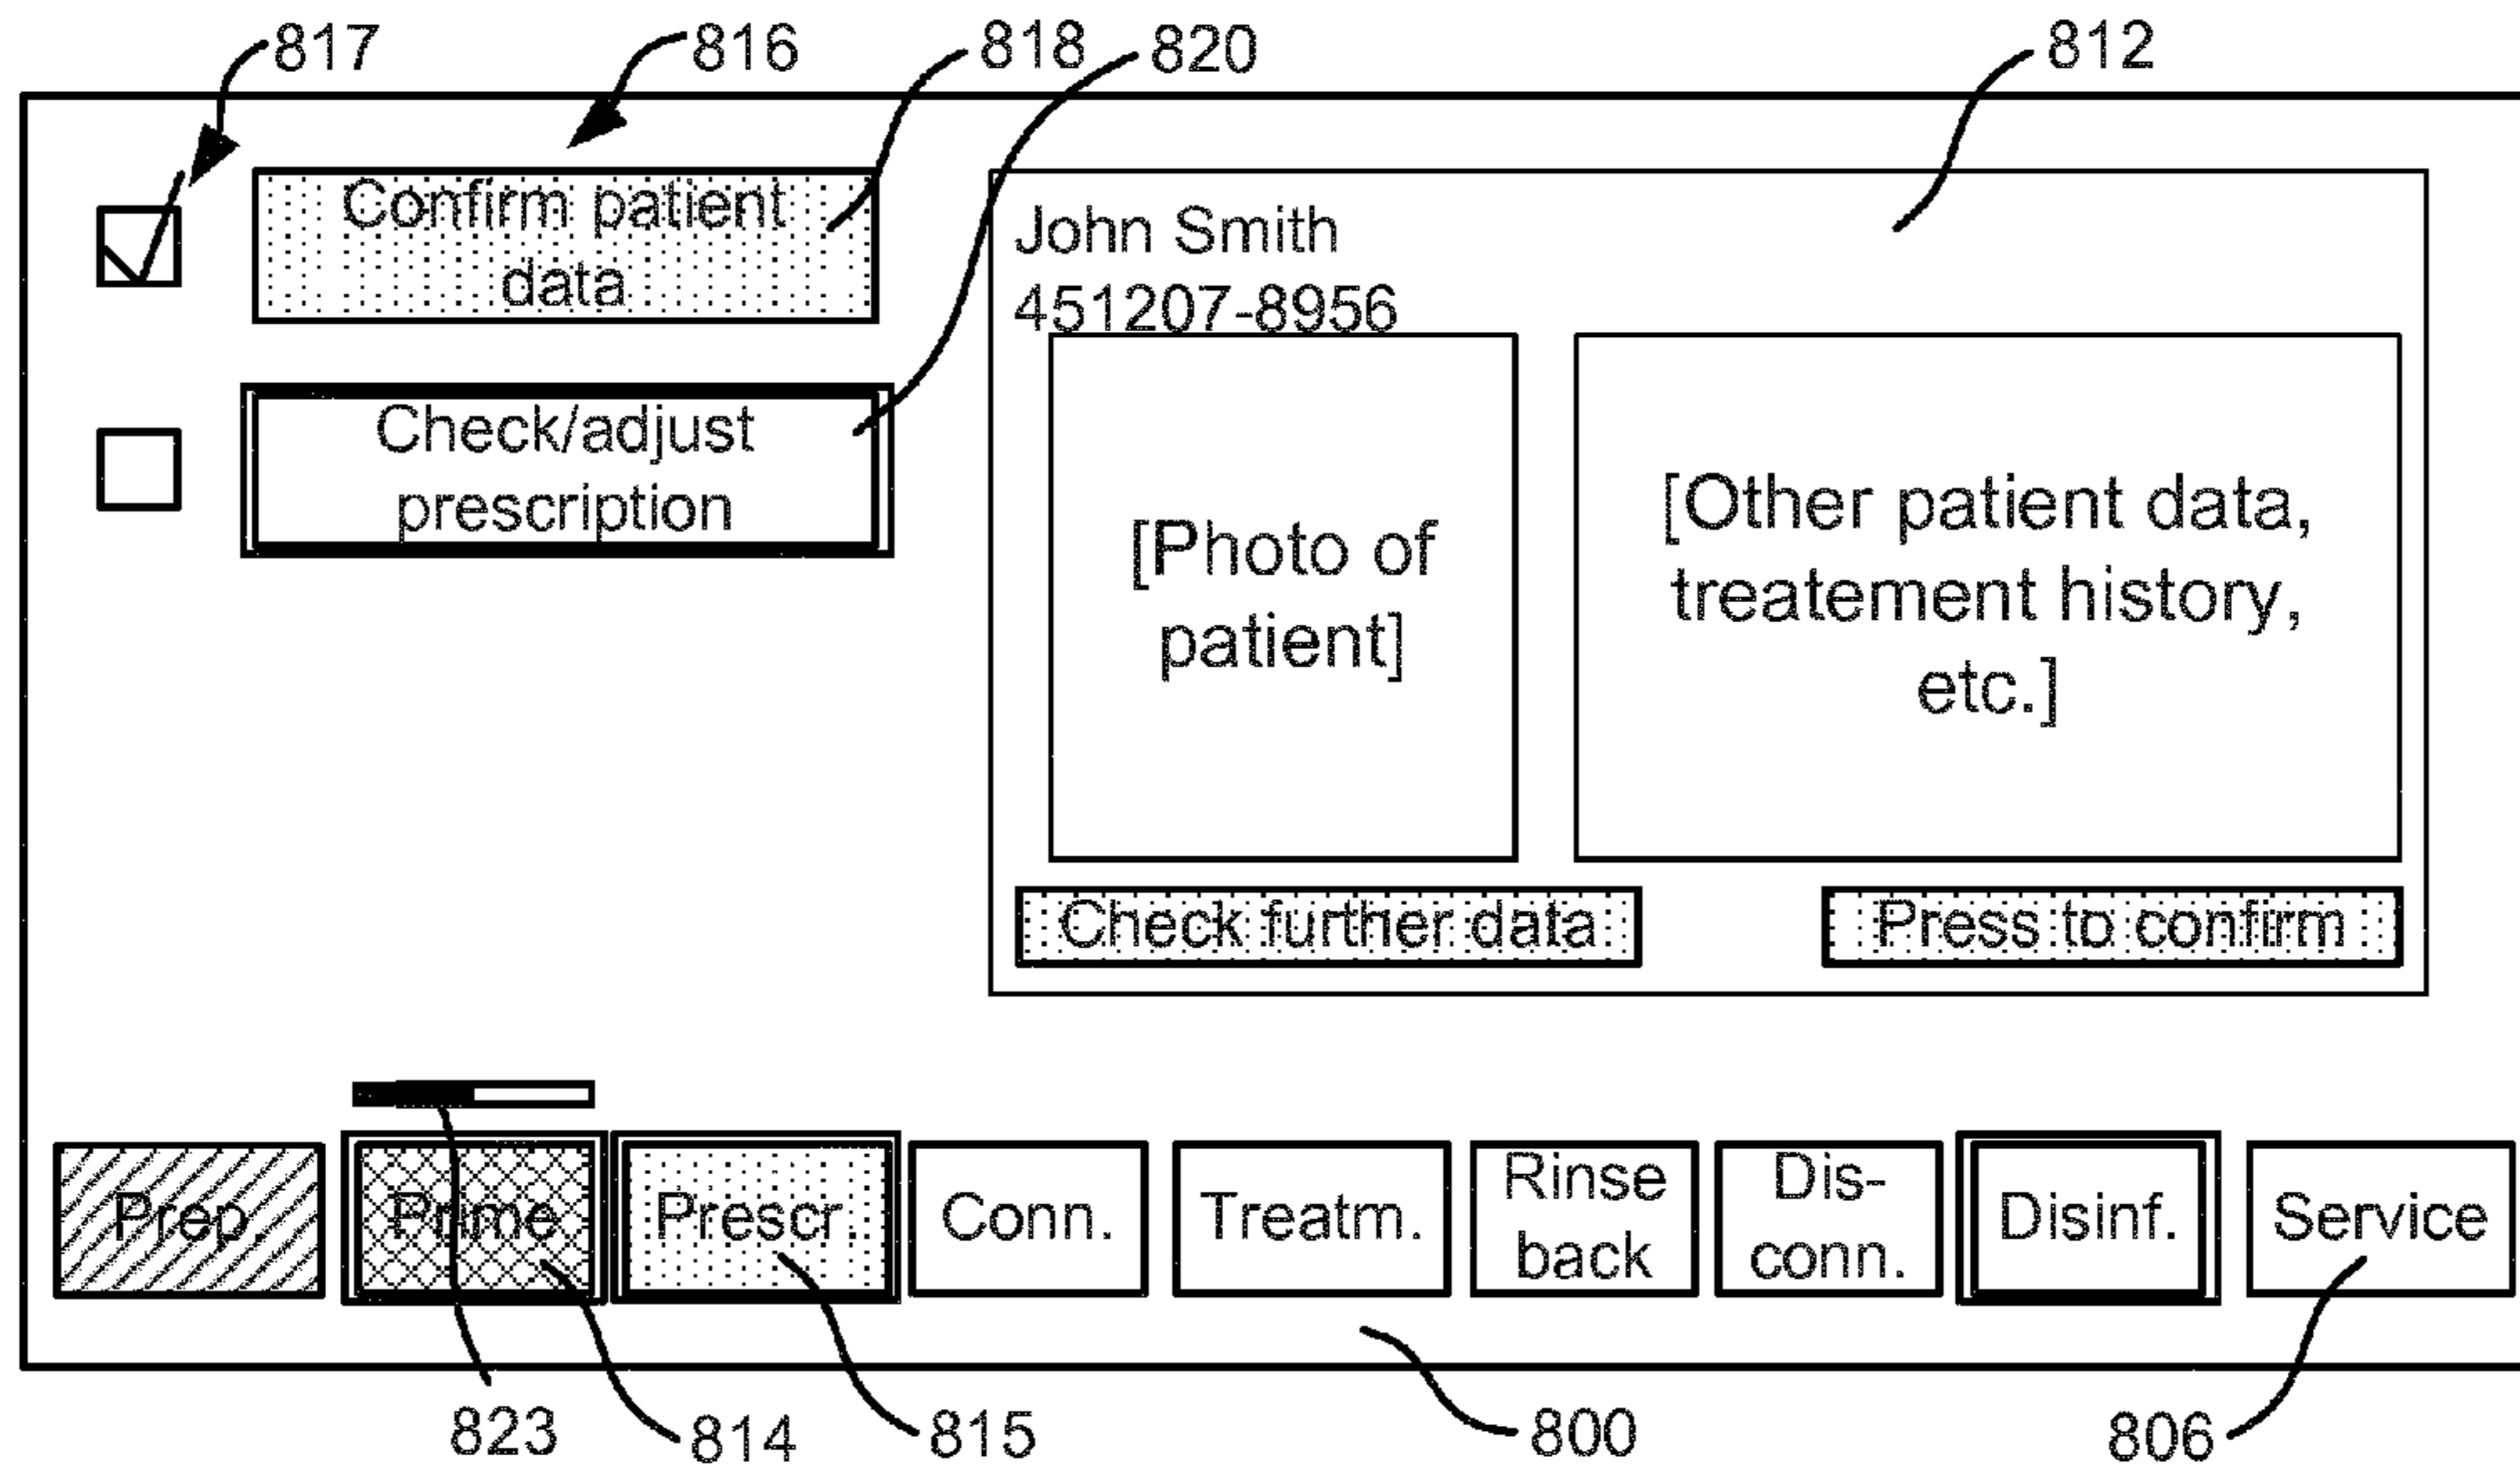 817
816
818
820
812
Confirm patient
data
John Smith
451207-8956
Check/adjust
prescription
[Photo of
patient]
[Other patient data,
treatement history,
etc.]
Check further data
Press to confirm
Prep.
Prime
Prescr.
Conn.
Treatm.
Rinse
back
Dis-
conn.
Disinf.
Service
823
814
815
800
806